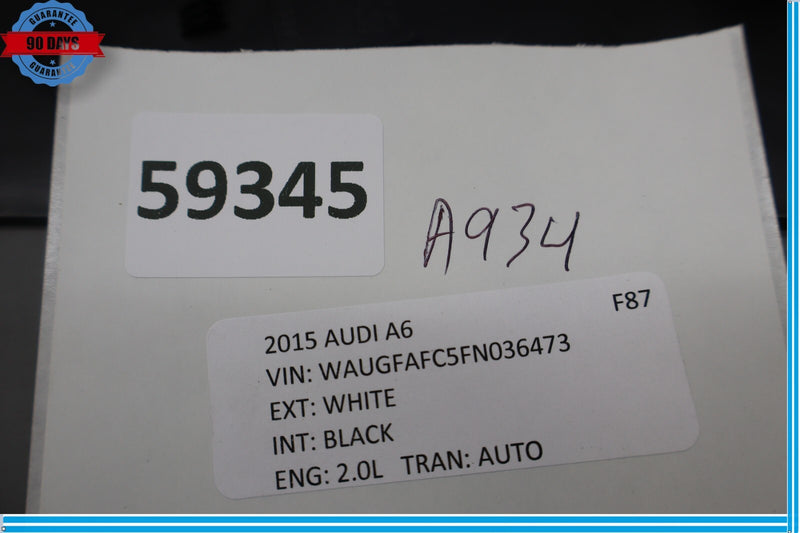 GUARANTEE
90 DAYS
GUARANTEE
59345
A934
F87
2015 AUDI A6
VIN: WAUGFAFC5FN036473
EXT: WHITE
INT: BLACK
ENG: 2.0L TRAN: AUTO